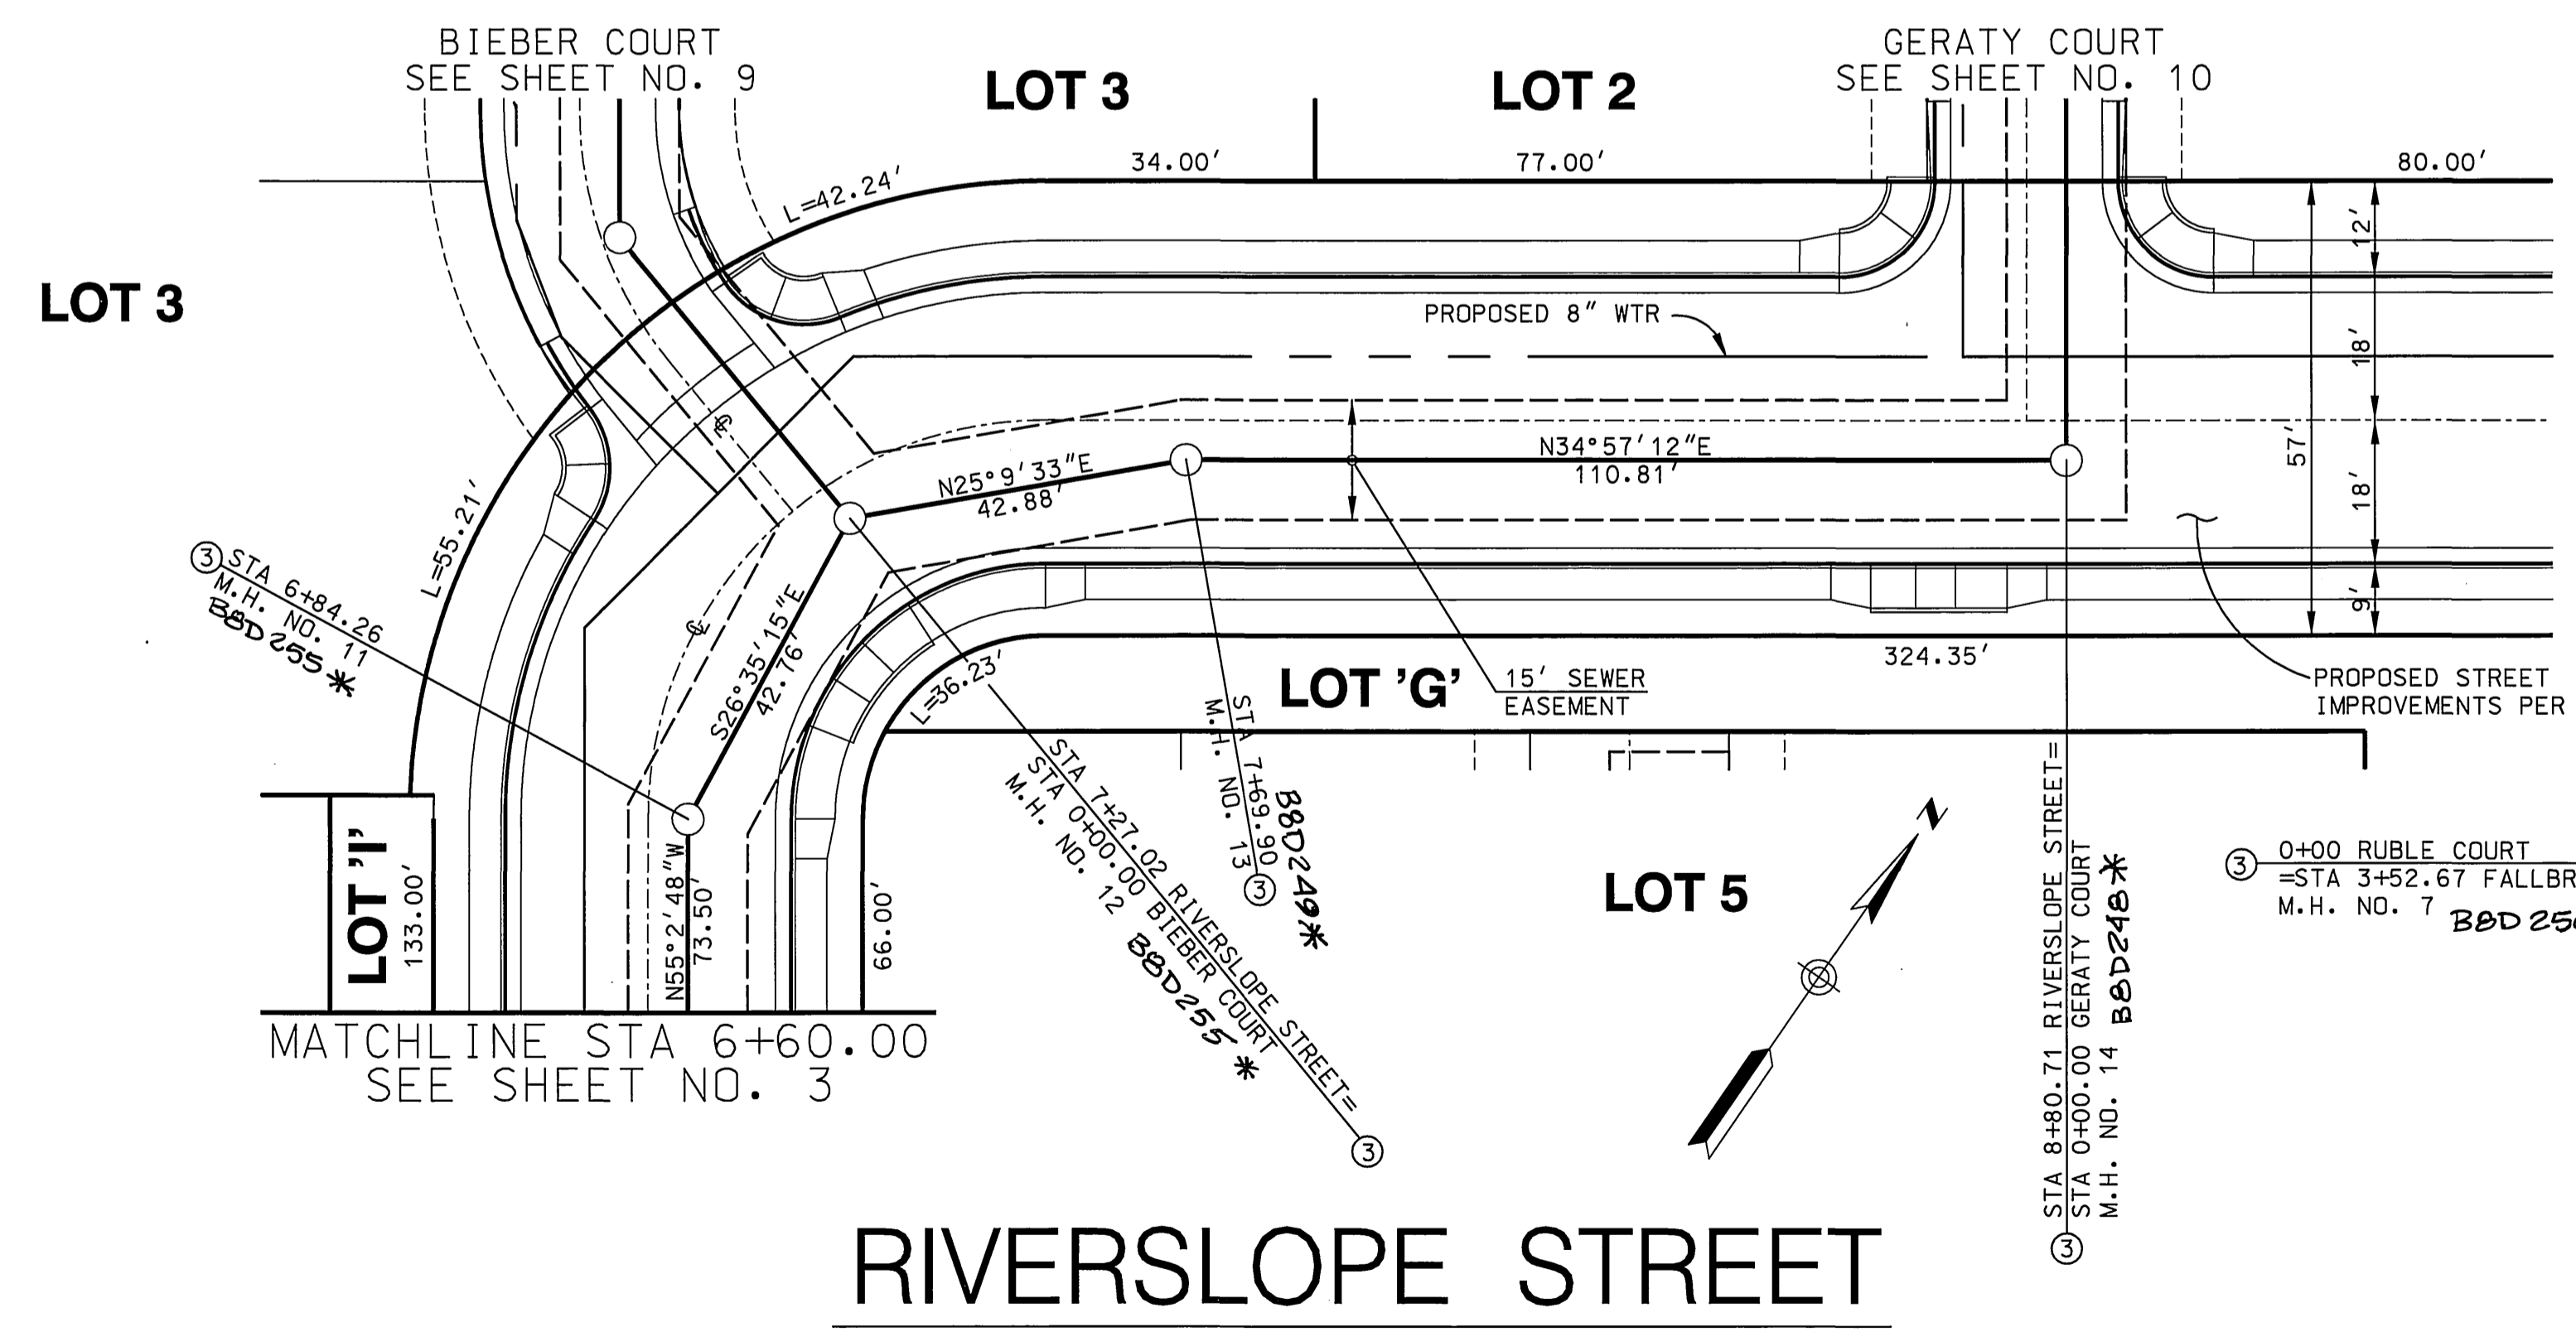 BIEBER COURT
SEE SHEET NO. 9
GERATY COURT
SEE SHEET NO. 10
LOT 3
LOT 2
34.00'
77.00'
80.00'
L=42.24'
12'
LOT 3
PROPOSED 8" WTR
18'
℄
57'
N34°57'12"E
110.81'
N25°9'33"E
42.88'
18'
L=55.21'
9'
3
STA 6+84.26
M.H. NO. 11
B8D255*
℄
S26°35'15"E
42.76'
L=36.23'
324.35'
LOT 'G'
15' SEWER
EASEMENT
PROPOSED STREET
IMPROVEMENTS PER
STA 7+69.90
M.H. NO. 13
B8D249*
3
STA 7+27.02 RIVERSLOPE STREET=
STA 0+00.00 BIEBER COURT
M.H. NO. 12
B8D255*
3
N
LOT 'I'
133.00'
N55°2'48"W
73.50'
66.00'
LOT 5
STA 8+80.71 RIVERSLOPE STREET=
STA 0+00.00 GERATY COURT
M.H. NO. 14 B8D248*
3
3
0+00 RUBLE COURT
=STA 3+52.67 FALLBR
M.H. NO. 7
MATCHLINE STA 6+60.00
SEE SHEET NO. 3
RIVERSLOPE STREET